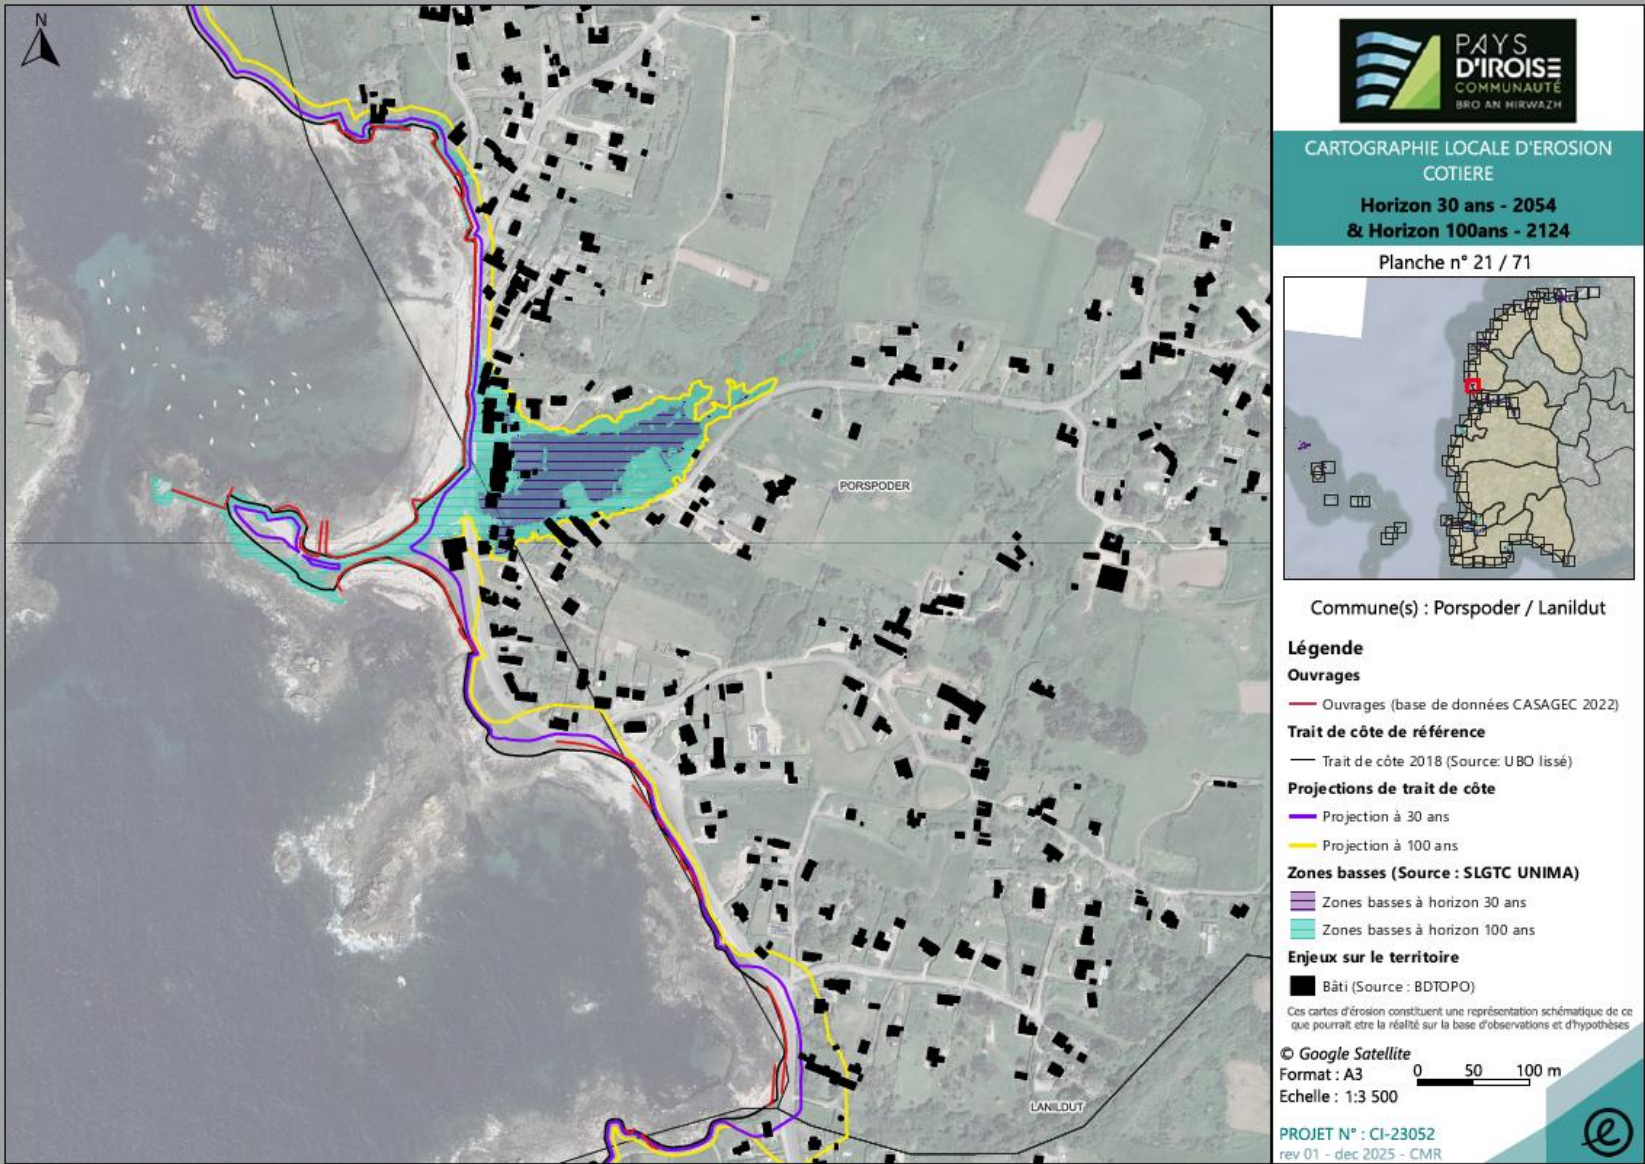 N
PORSPODER
LANILDUT
PAYS
D'IROISE
COMMUNAUTÉ
BRO AN HIRWAZH
CARTOGRAPHIE LOCALE D'EROSION
COTIERE
Horizon 30 ans - 2054
& Horizon 100ans - 2124
Planche n° 21 / 71
Commune(s) : Porspoder / Lanildut
Légende
Ouvrages
Ouvrages (base de données CASAGEC 2022)
Trait de côte de référence
Trait de côte 2018 (Source: UBO lissé)
Projections de trait de côte
Projection à 30 ans
Projection à 100 ans
Zones basses (Source : SLGTC UNIMA)
Zones basses à horizon 30 ans
Zones basses à horizon 100 ans
Enjeux sur le territoire
Bâti (Source : BDTOPO)
Ces cartes d'érosion constituent une représentation schématique de ce
que pourrait etre la réalité sur la base d'observations et d'hypothèses
© Google Satellite
Format : A3
0 50 100 m
Echelle : 1:3 500
PROJET N° : CI-23052
rev 01 - dec 2025 - CMR